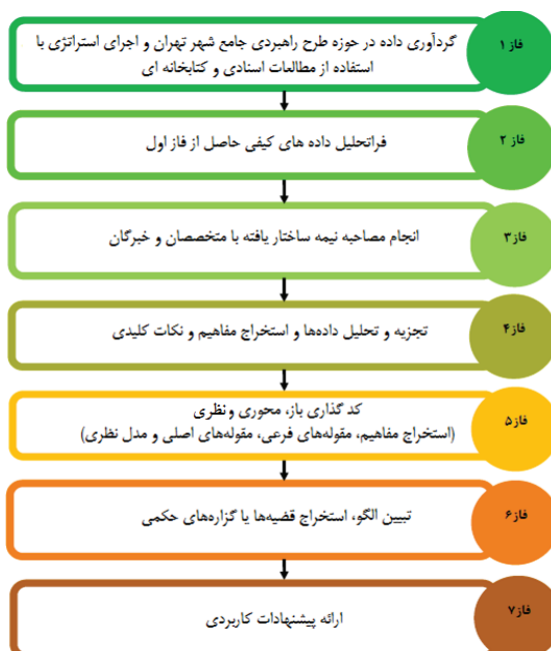 فاز ۱
گردآوری داده در حوزه طرح راهبردی جامع شهر تهران و اجرای استراتژی با
استفاده از مطالعات اسنادی و کتابخانه ای
فاز ۲
فراتحلیل داده های کیفی حاصل از فاز اول
فاز۳
انجام مصاحبه نیمه ساختار یافته با متخصصان و خبرگان
فاز۴
تجزیه و تحلیل داده‌ها و استخراج مفاهیم و نکات کلیدی
فاز۵
کد گذاری باز، محوری و نظری
(استخراج مفاهیم، مقوله‌های فرعی، مقوله‌های اصلی و مدل نظری)
فاز۶
تبیین الگو، استخراج قضیه‌ها یا گزاره‌های حکمی
فاز۷
ارائه پیشنهادات کاربردی